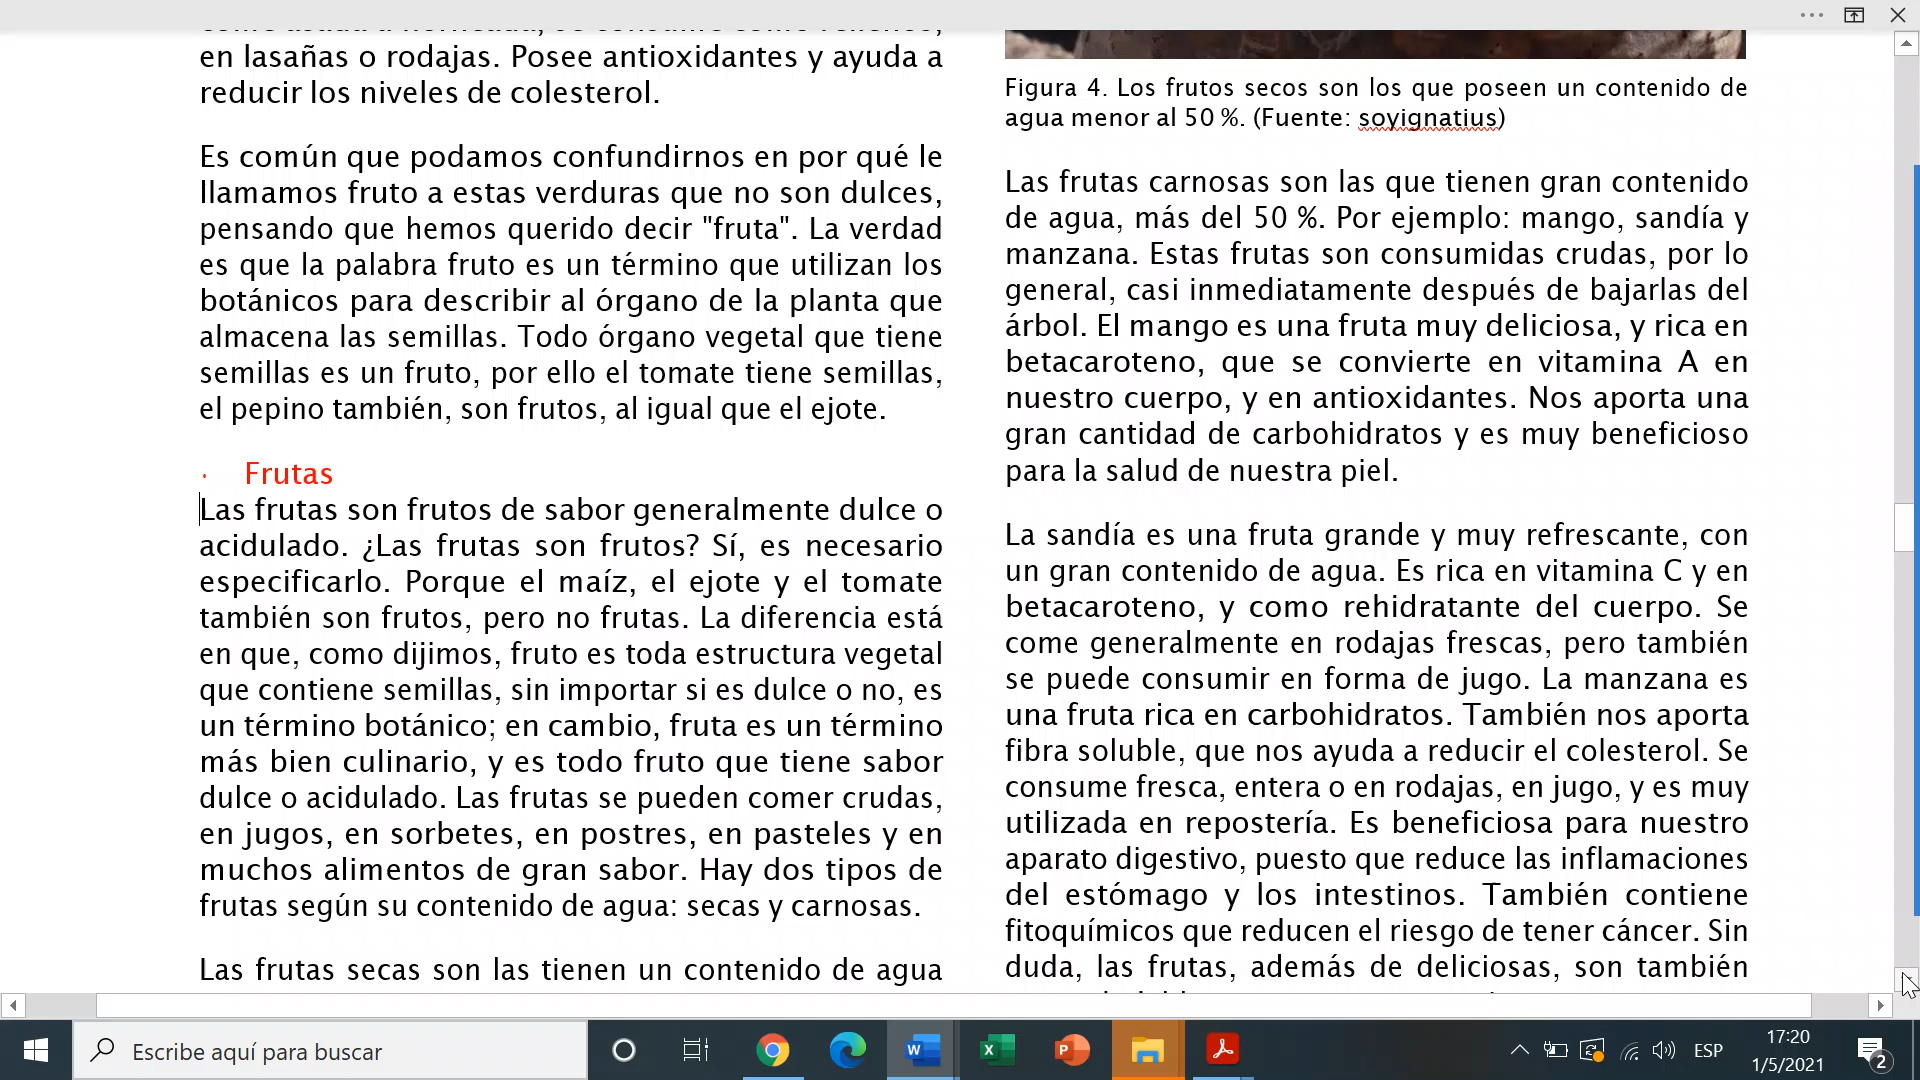 en lasañas o rodajas. Posee antioxidantes y ayuda a
reducir los niveles de colesterol.
Es común que podamos confundirnos en por qué le
llamamos fruto a estas verduras que no son dulces,
pensando que hemos querido decir "fruta". La verdad
es que la palabra fruto es un término que utilizan los
botánicos para describir al órgano de la planta que
almacena las semillas. Todo órgano vegetal que tiene
semillas es un fruto, por ello el tomate tiene semillas,
el pepino también, son frutos, al igual que el ejote.
· Frutas
Las frutas son frutos de sabor generalmente dulce o
acidulado. ¿Las frutas son frutos? Sí, es necesario
especificarlo. Porque el maíz, el ejote y el tomate
también son frutos, pero no frutas. La diferencia está
en que, como dijimos, fruto es toda estructura vegetal
que contiene semillas, sin importar si es dulce o no, es
un término botánico; en cambio, fruta es un término
más bien culinario, y es todo fruto que tiene sabor
dulce o acidulado. Las frutas se pueden comer crudas,
en jugos, en sorbetes, en postres, en pasteles y en
muchos alimentos de gran sabor. Hay dos tipos de
frutas según su contenido de agua: secas y carnosas.
Las frutas secas son las tienen un contenido de agua
Figura 4. Los frutos secos son los que poseen un contenido de
agua menor al 50 %. (Fuente: soyignatius)
Las frutas carnosas son las que tienen gran contenido
de agua, más del 50 %. Por ejemplo: mango, sandía y
manzana. Estas frutas son consumidas crudas, por lo
general, casi inmediatamente después de bajarlas del
árbol. El mango es una fruta muy deliciosa, y rica en
betacaroteno, que se convierte en vitamina A en
nuestro cuerpo, y en antioxidantes. Nos aporta una
gran cantidad de carbohidratos y es muy beneficioso
para la salud de nuestra piel.
La sandía es una fruta grande y muy refrescante, con
un gran contenido de agua. Es rica en vitamina C y en
betacaroteno, y como rehidratante del cuerpo. Se
come generalmente en rodajas frescas, pero también
se puede consumir en forma de jugo. La manzana es
una fruta rica en carbohidratos. También nos aporta
fibra soluble, que nos ayuda a reducir el colesterol. Se
consume fresca, entera o en rodajas, en jugo, y es muy
utilizada en repostería. Es beneficiosa para nuestro
aparato digestivo, puesto que reduce las inflamaciones
del estómago y los intestinos. También contiene
fitoquímicos que reducen el riesgo de tener cáncer. Sin
duda, las frutas, además de deliciosas, son también
Escribe aquí para buscar
W
X
P
ESP
17:20
1/5/2021
2